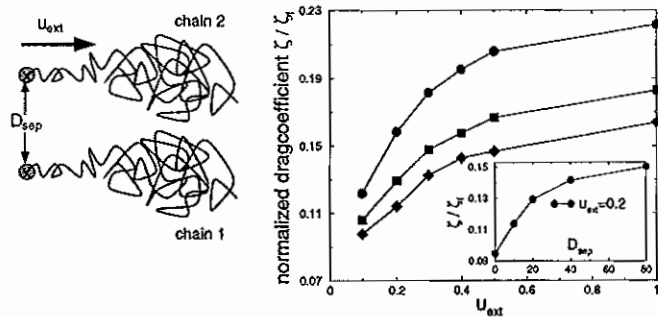 chain 2
u_ext
D_sep
chain 1
normalized dragcoefficient ζ / ζ_f
0.23
0.19
0.15
0.11
0.07
0
0.2
0.4
0.6
0.8
1
u_ext
ζ / ζ_f
0.15
0.13
0.11
0.09
0
20
40
60
80
u_ext=0.2
D_sep